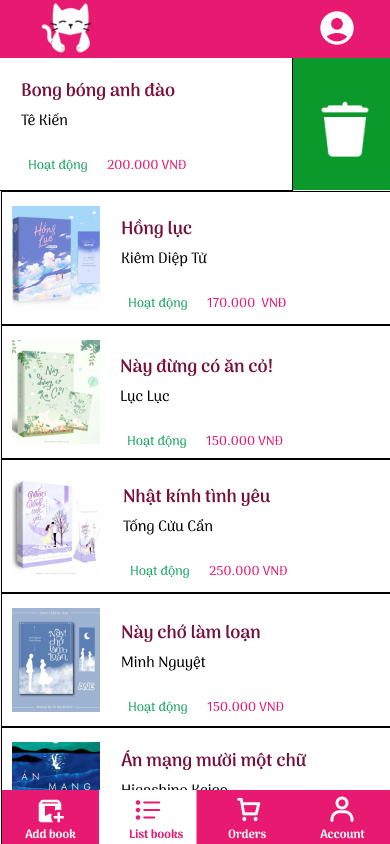 Bong bóng anh đào
Tê Kiến
Hoạt động 200.000 VNĐ
Hồng lục
Kiêm Diệp Tử
Hoạt động 170.000 VNĐ
Hồng
Lục
Này đừng có ăn cỏ!
Lục Lục
Hoạt động 150.000 VNĐ
Này
đừng có
Ăn Cỏ!
Nhật kính tình yêu
Tống Cửu Cẩn
Hoạt động 250.000 VNĐ
Này chớ làm loạn
Minh Nguyệt
Hoạt động 150.000 VNĐ
Này!
chớ làm
loạn
Án mạng mười một chữ
Higashino Keigo
ÁN
MẠNG
Add book
List books
Orders
Account